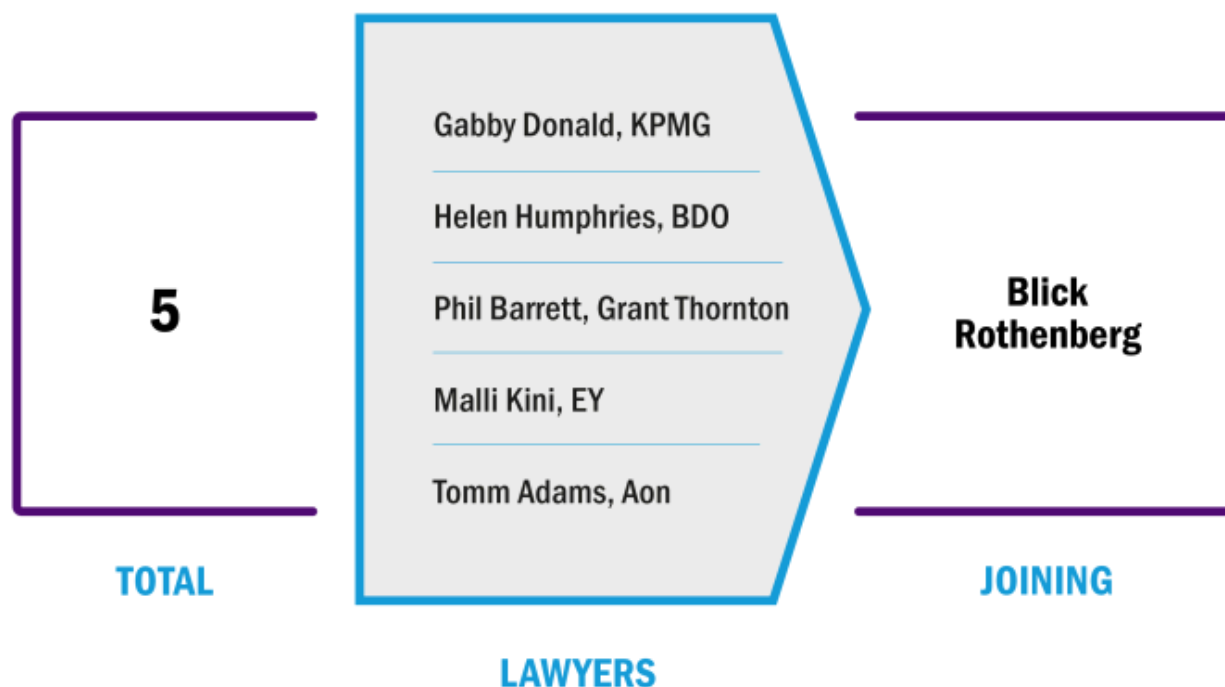 5
TOTAL
Gabby Donald, KPMG
Helen Humphries, BDO
Phil Barrett, Grant Thornton
Malli Kini, EY
Tomm Adams, Aon
LAWYERS
Blick
Rothenberg
JOINING